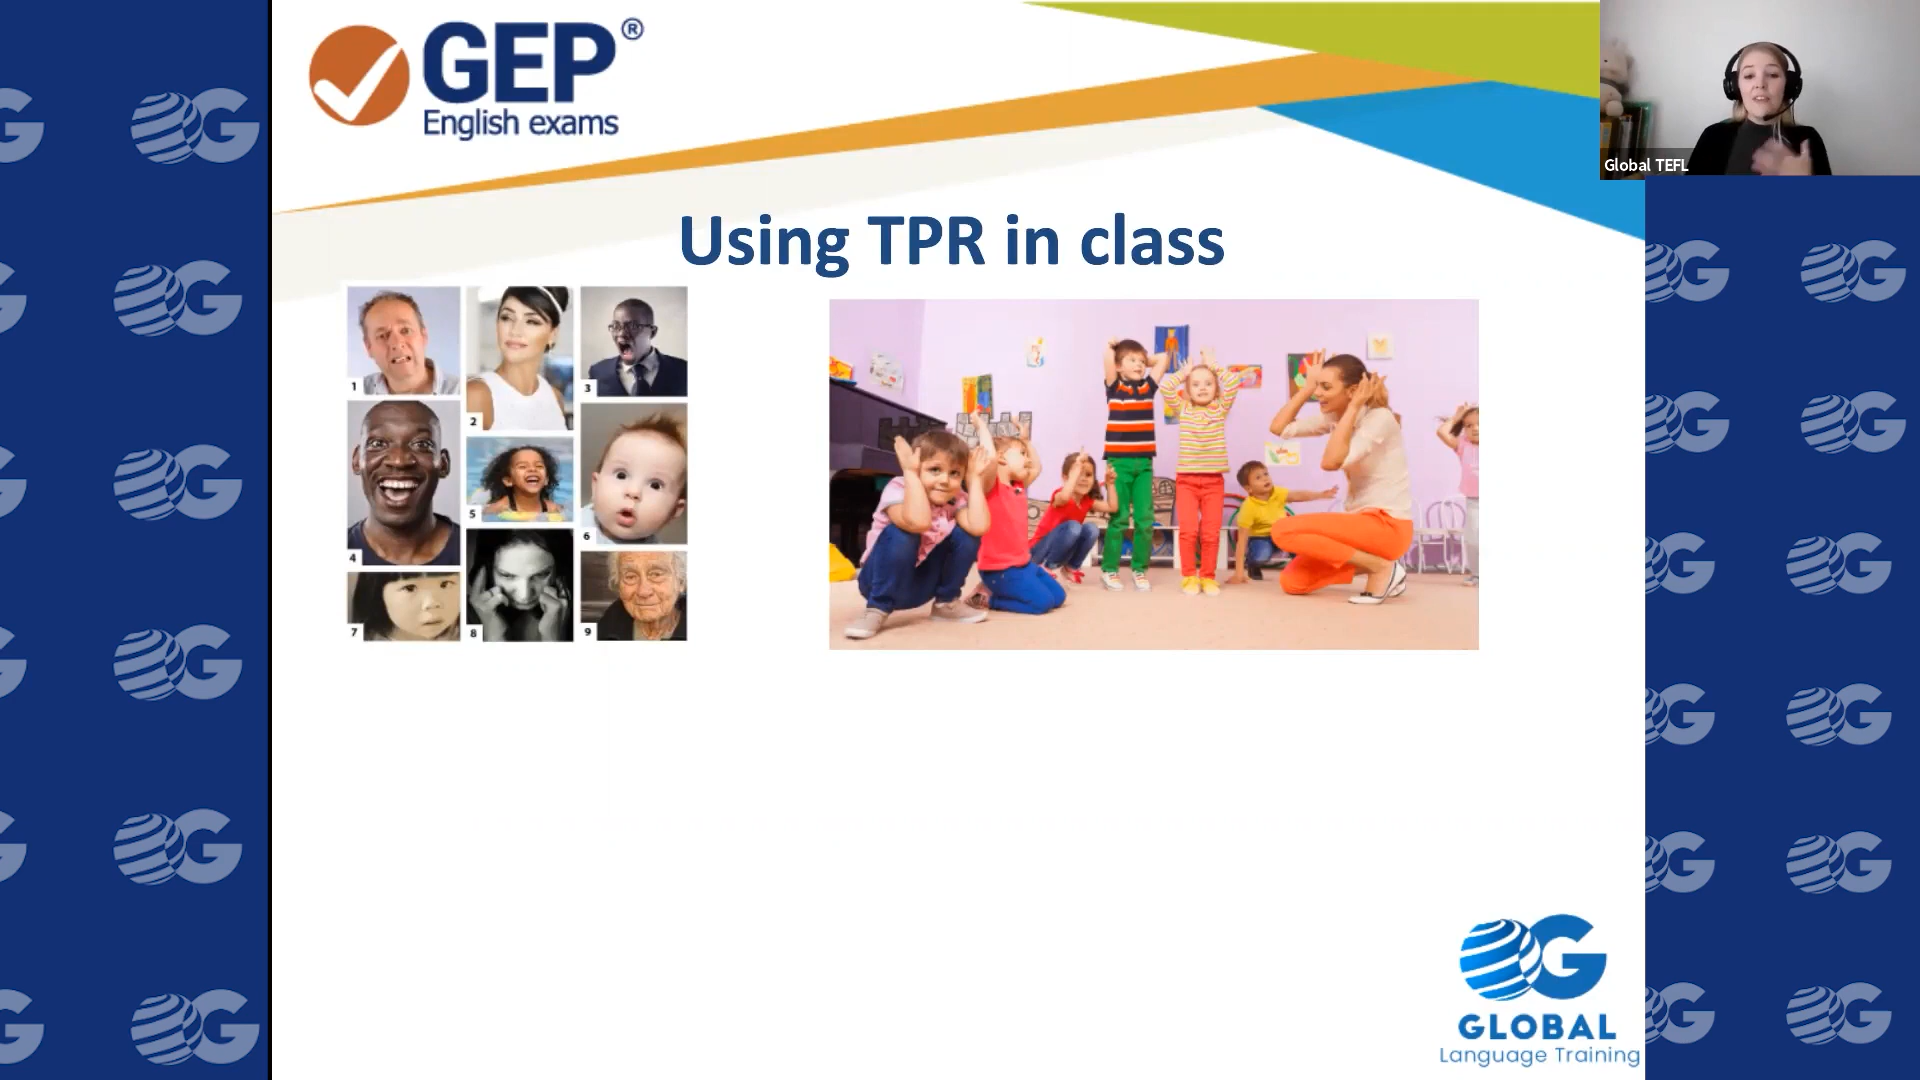 GEP®
English exams
Global TEFL
Using TPR in class
1
2
3
4
5
6
7
8
9
G
GLOBAL
Language Training